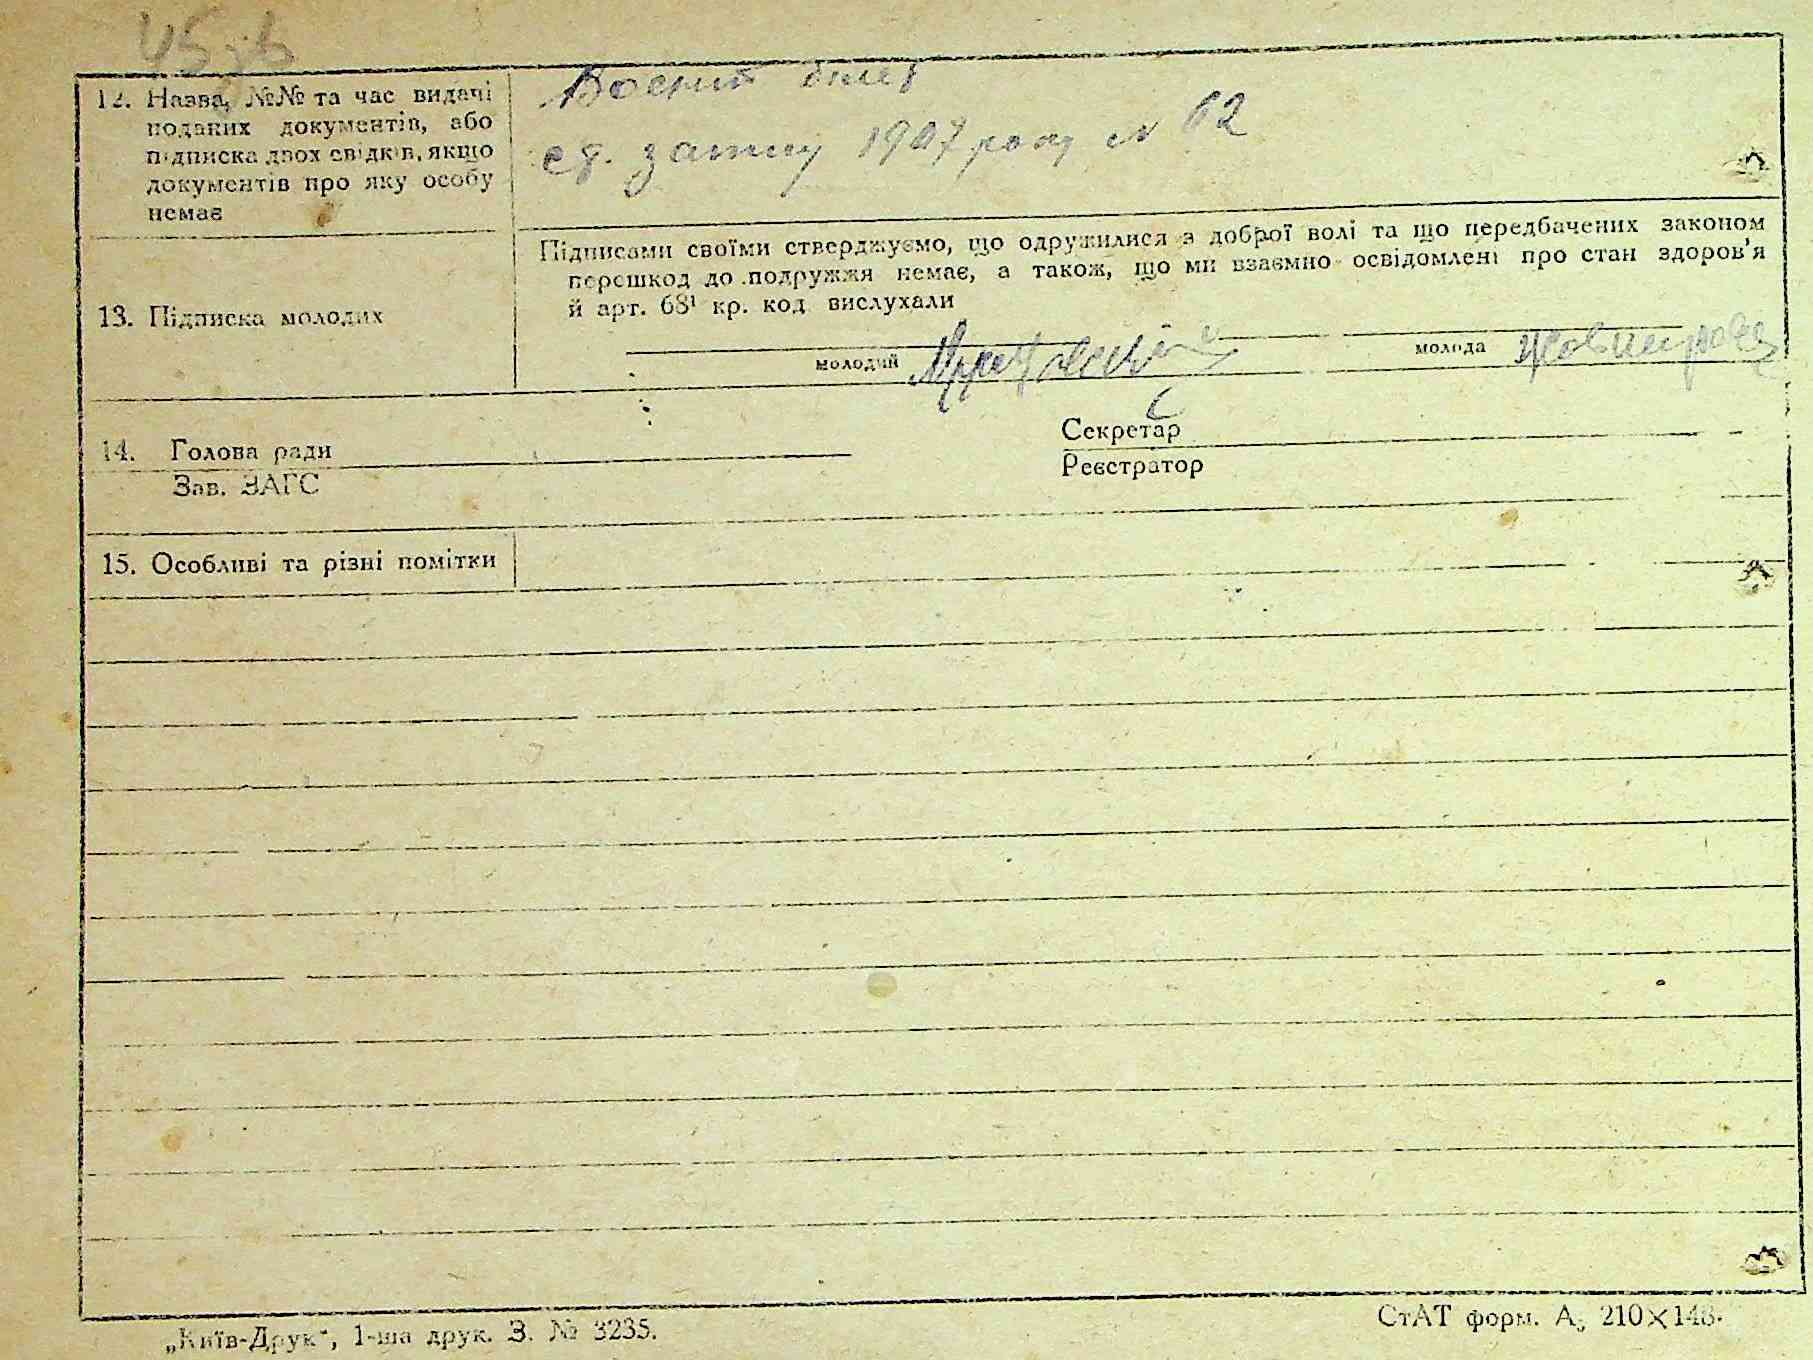 45 зв
12. Назва, №№ та час видачі
поданих документів, або
підписка двох свідків, якщо
документів про яку особу
немає
Воєний білет
1907 року № 62
13. Підписка молодих
Підписами своїми стверджуємо, що одружилися з доброї волі та що передбачених законом
перешкод до подружжя немає, а також, що ми взаємно освідомлені про стан здоров'я
й арт. 68¹ кр. код. вислухали
молодий
молода
14. Голова ради
Зав. ЗАГС
Секретар
Реєстратор
15. Особливі та різні помітки
„Київ-Друк“, 1-ша друк. З. № 3235.
СтАТ форм. А₅ 210×148.